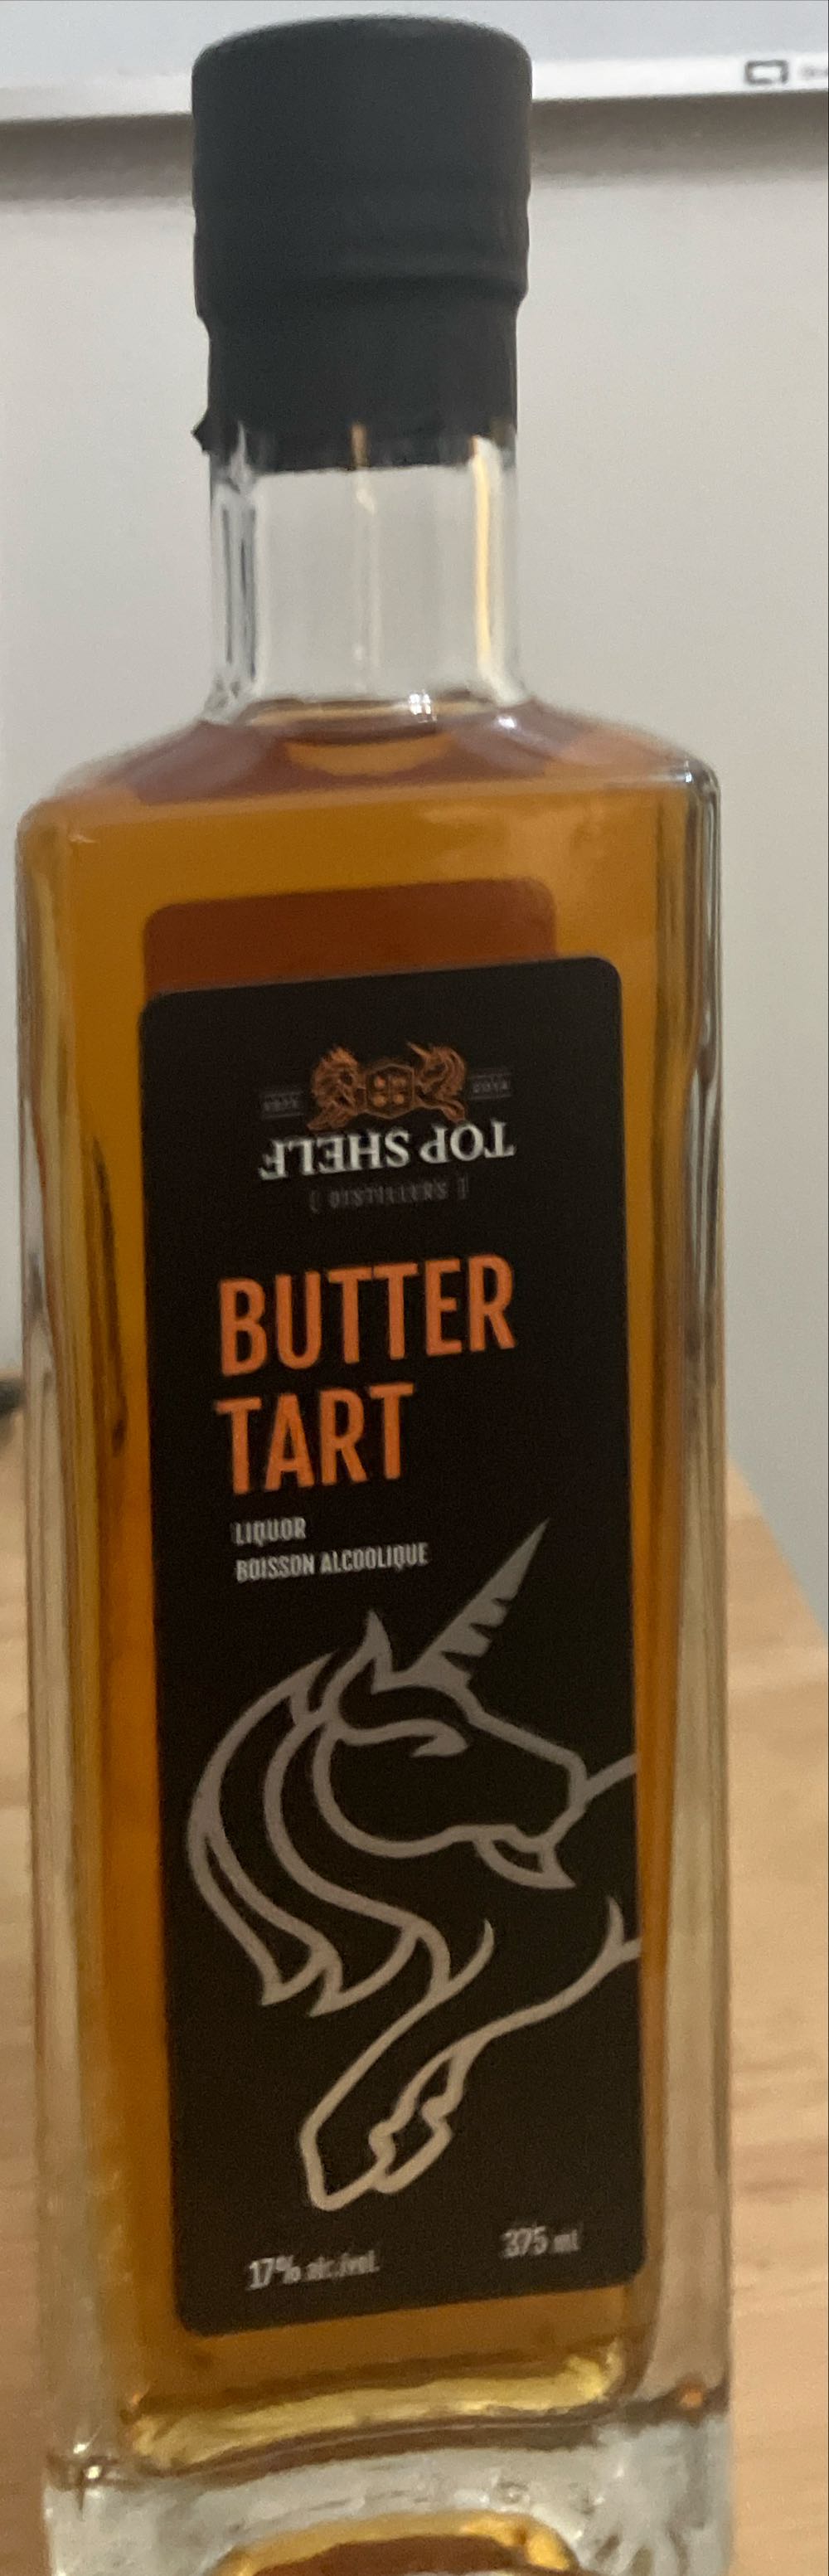 TOP SHELF
[ DISTILLERS ]
BUTTER
TART
LIQUOR
BOISSON ALCOOLIQUE
17% alc./vol. 375 ml